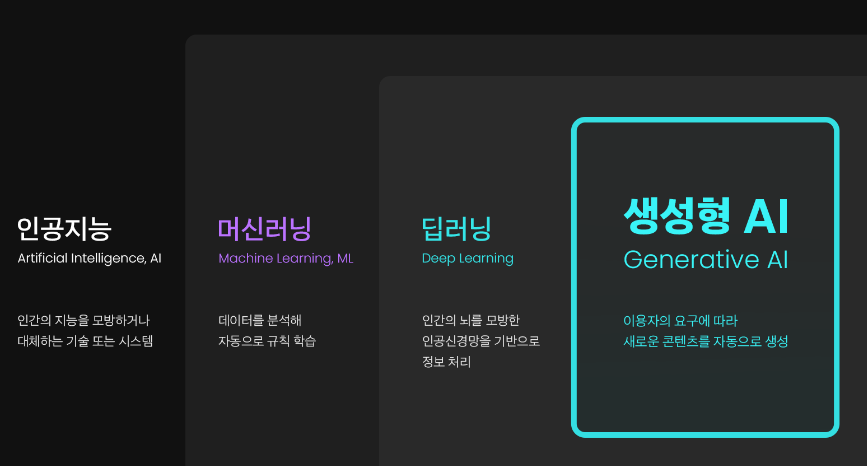 인공지능
Artificial Intelligence, AI
인간의 지능을 모방하거나
대체하는 기술 또는 시스템
머신러닝
Machine Learning, ML
데이터를 분석해
자동으로 규칙 학습
딥러닝
Deep Learning
인간의 뇌를 모방한
인공신경망을 기반으로
정보 처리
생성형 AI
Generative AI
이용자의 요구에 따라
새로운 콘텐츠를 자동으로 생성